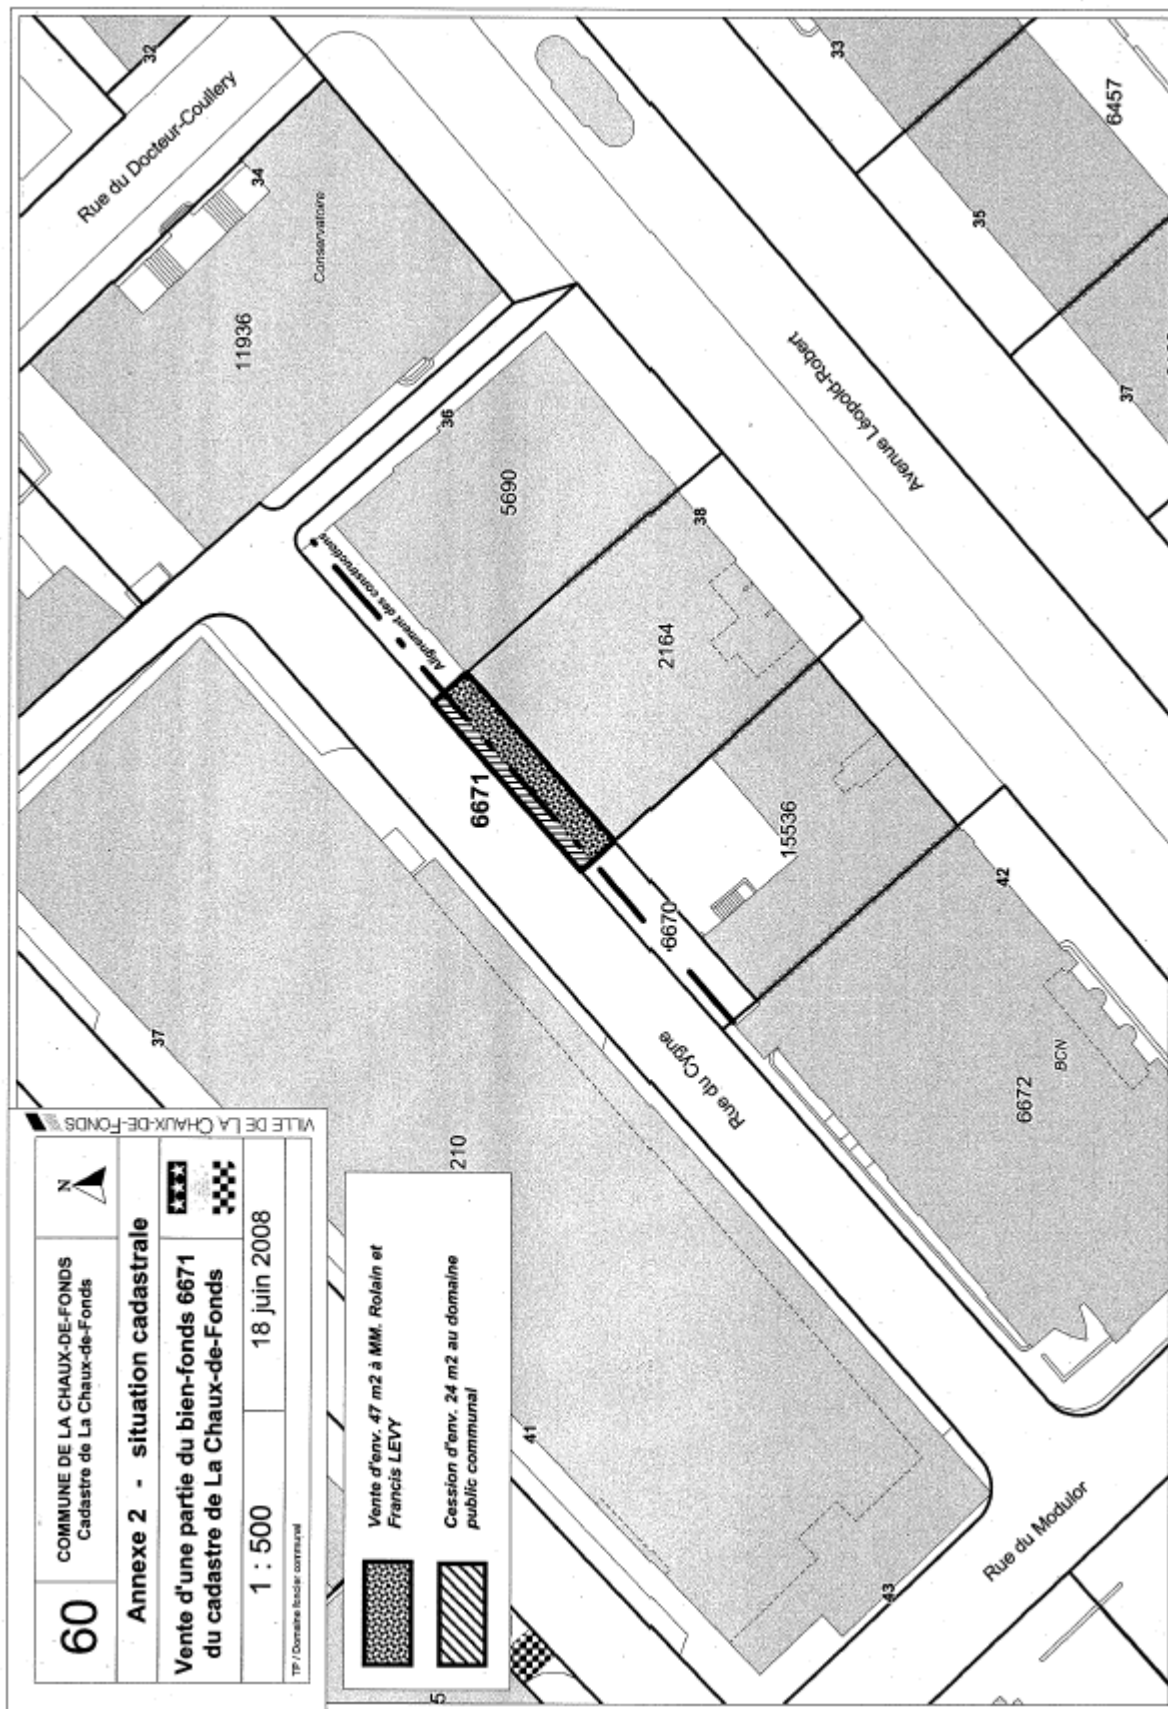 60
COMMUNE DE LA CHAUX-DE-FONDS
Cadastre de La Chaux-de-Fonds
N
Annexe 2 - situation cadastrale
Vente d'une partie du bien-fonds 6671
du cadastre de La Chaux-de-Fonds
1 : 500
18 juin 2008
TP / Domaine foncier communal
VILLE DE LA CHAUX-DE-FONDS
Vente d'env. 47 m2 à MM. Rolain et
Francis LEVY
Cession d'env. 24 m2 au domaine
public communal
32
Rue du Docteur-Coullery
34
Conservatoire
11936
33
6457
35
37
Avenue Léopold-Robert
36
5690
38
2164
Alignement des constructions
6671
15536
6670
42
Rue du Cygne
BCN
6672
37
210
41
43
5
Rue du Modulor